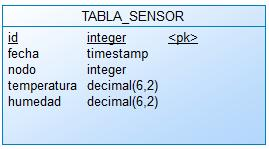 TABLA_SENSOR
id integer <pk>
fecha timestamp
nodo integer
temperatura decimal(6,2)
humedad decimal(6,2)